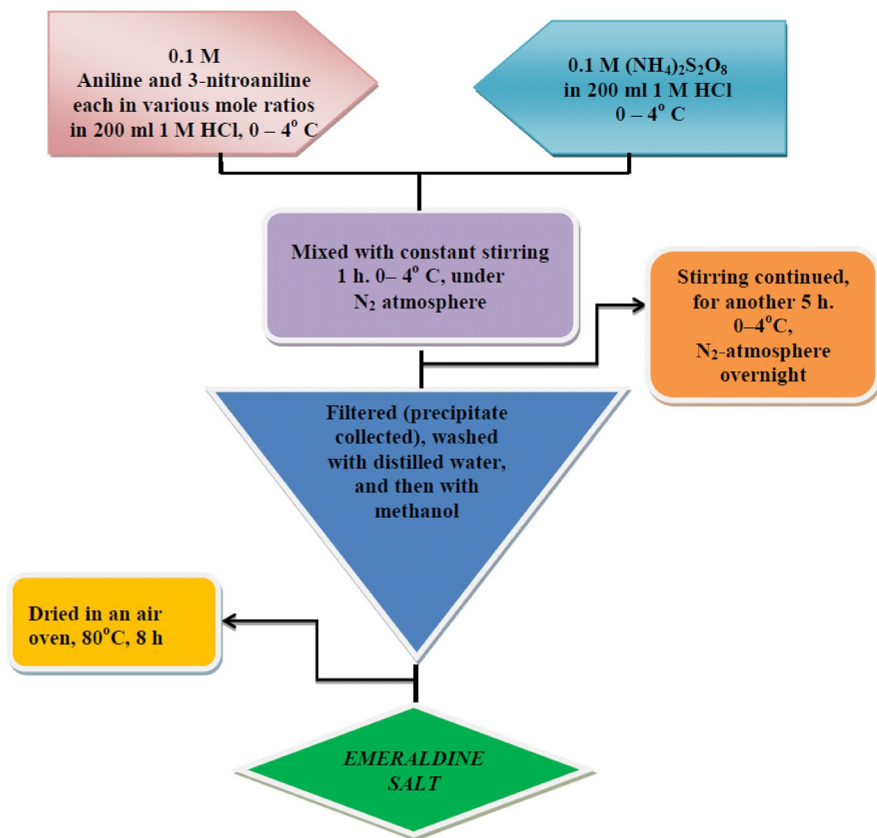 0.1 M
Aniline and 3-nitroaniline
each in various mole ratios
in 200 ml 1 M HCl, 0 – 4° C
0.1 M (NH₄)₂S₂O₈
in 200 ml 1 M HCl
0 – 4° C
Mixed with constant stirring
1 h. 0– 4° C, under
N₂ atmosphere
Stirring continued,
for another 5 h.
0–4°C,
N₂-atmosphere
overnight
Filtered (precipitate
collected), washed
with distilled water,
and then with
methanol
Dried in an air
oven, 80°C, 8 h
EMERALDINE
SALT